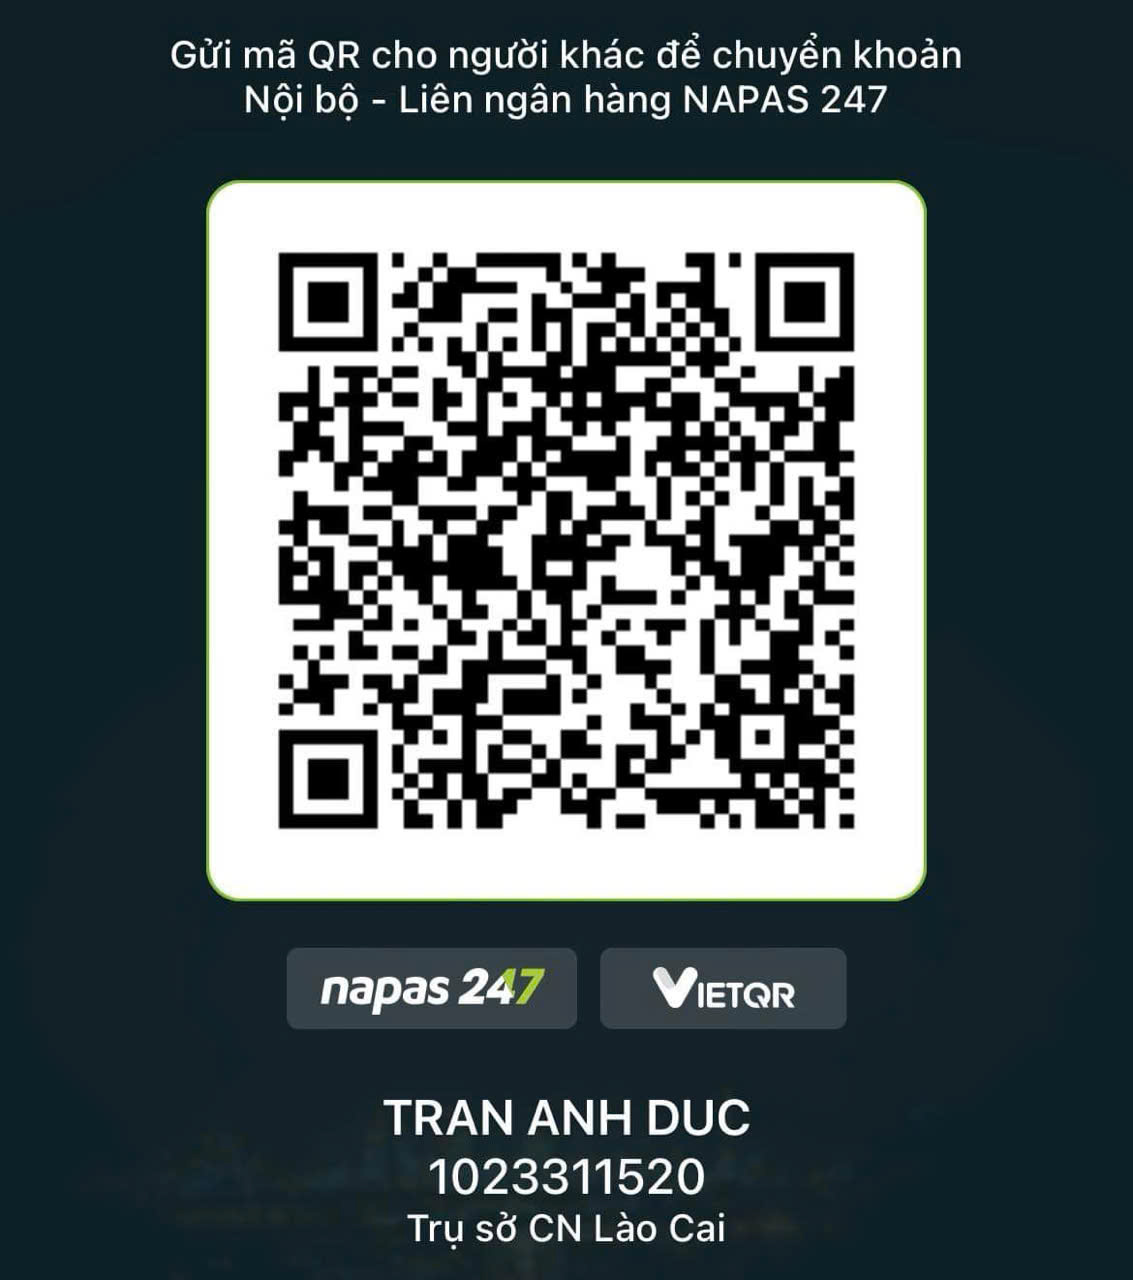 Gửi mã QR cho người khác để chuyển khoản
Nội bộ - Liên ngân hàng NAPAS 247
napas 247
VIETQR
TRAN ANH DUC
1023311520
Trụ sở CN Lào Cai